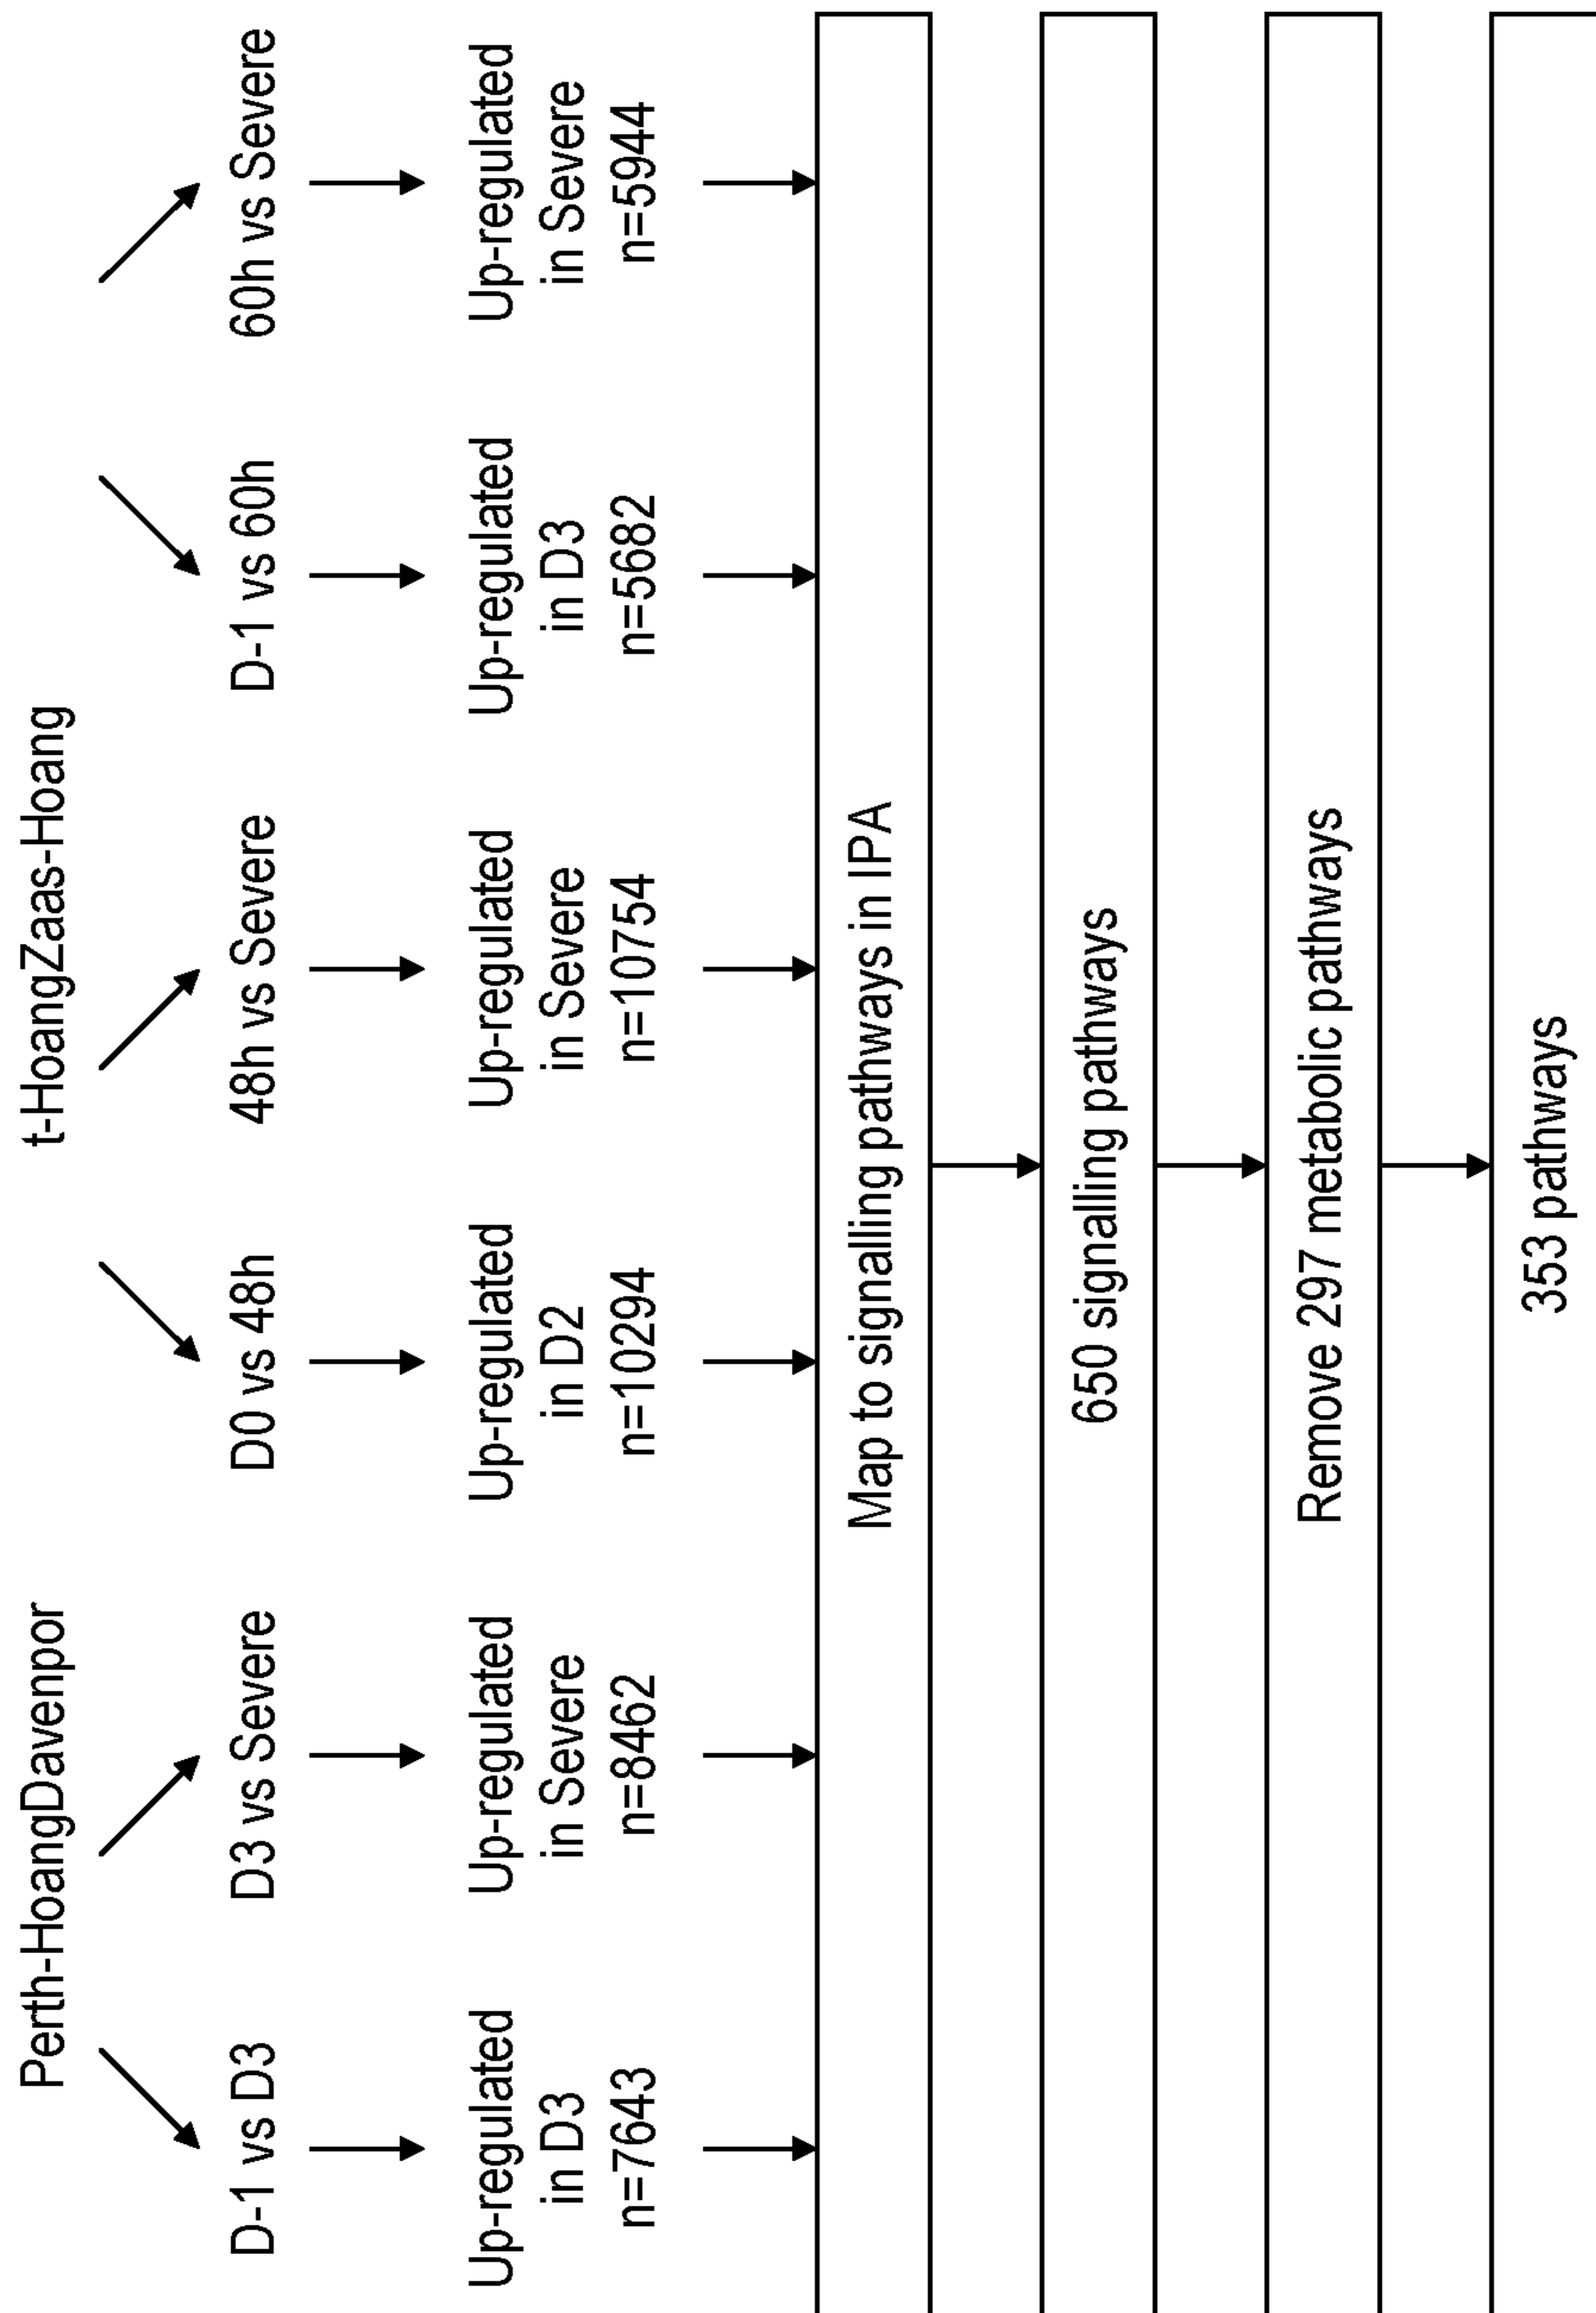 Perth-HoangDavenpor
t-HoangZaas-Hoang
D-1 vs D3
D3 vs Severe
D0 vs 48h
48h vs Severe
D-1 vs 60h
60h vs Severe
Up-regulated
in D3
n=7643
Up-regulated
in Severe
n=8462
Up-regulated
in D2
n=10294
Up-regulated
in Severe
n=10754
Up-regulated
in D3
n=5682
Up-regulated
in Severe
n=5944
Map to signalling pathways in IPA
650 signalling pathways
Remove 297 metabolic pathways
353 pathways